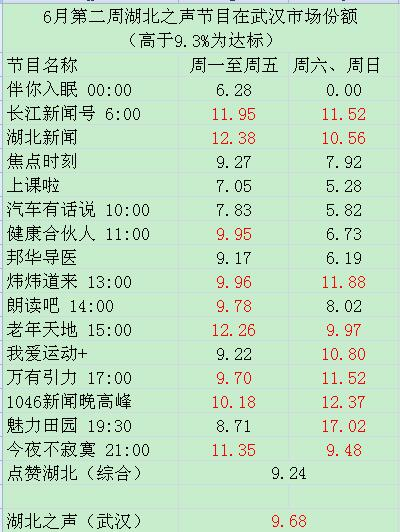 6月第二周湖北之声节目在武汉市场份额
（高于9.3%为达标）
节目名称 周一至周五 周六、周日
伴你入眠 00:00 6.28 0.00
长江新闻号 6:00 11.95 11.52
湖北新闻 12.38 10.56
焦点时刻 9.27 7.92
上课啦 7.05 5.28
汽车有话说 10:00 7.83 5.82
健康合伙人 11:00 9.95 6.73
邦华导医 9.17 6.19
炜炜道来 13:00 9.96 11.88
朗读吧 14:00 9.78 8.02
老年天地 15:00 12.26 9.97
我爱运动+ 9.22 10.80
万有引力 17:00 9.70 11.52
1046新闻晚高峰 10.18 12.37
魅力田园 19:30 8.71 17.02
今夜不寂寞 21:00 11.35 9.48
点赞湖北（综合） 9.24
湖北之声（武汉） 9.68